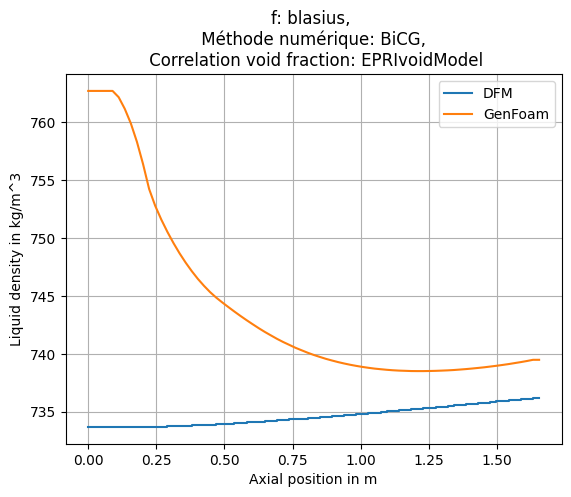 f: blasius,
Méthode numérique: BiCG,
Correlation void fraction: EPRIvoidModel
DFM
GenFoam
Liquid density in kg/m^3
760
755
750
745
740
735
0.00 0.25 0.50 0.75 1.00 1.25 1.50
Axial position in m